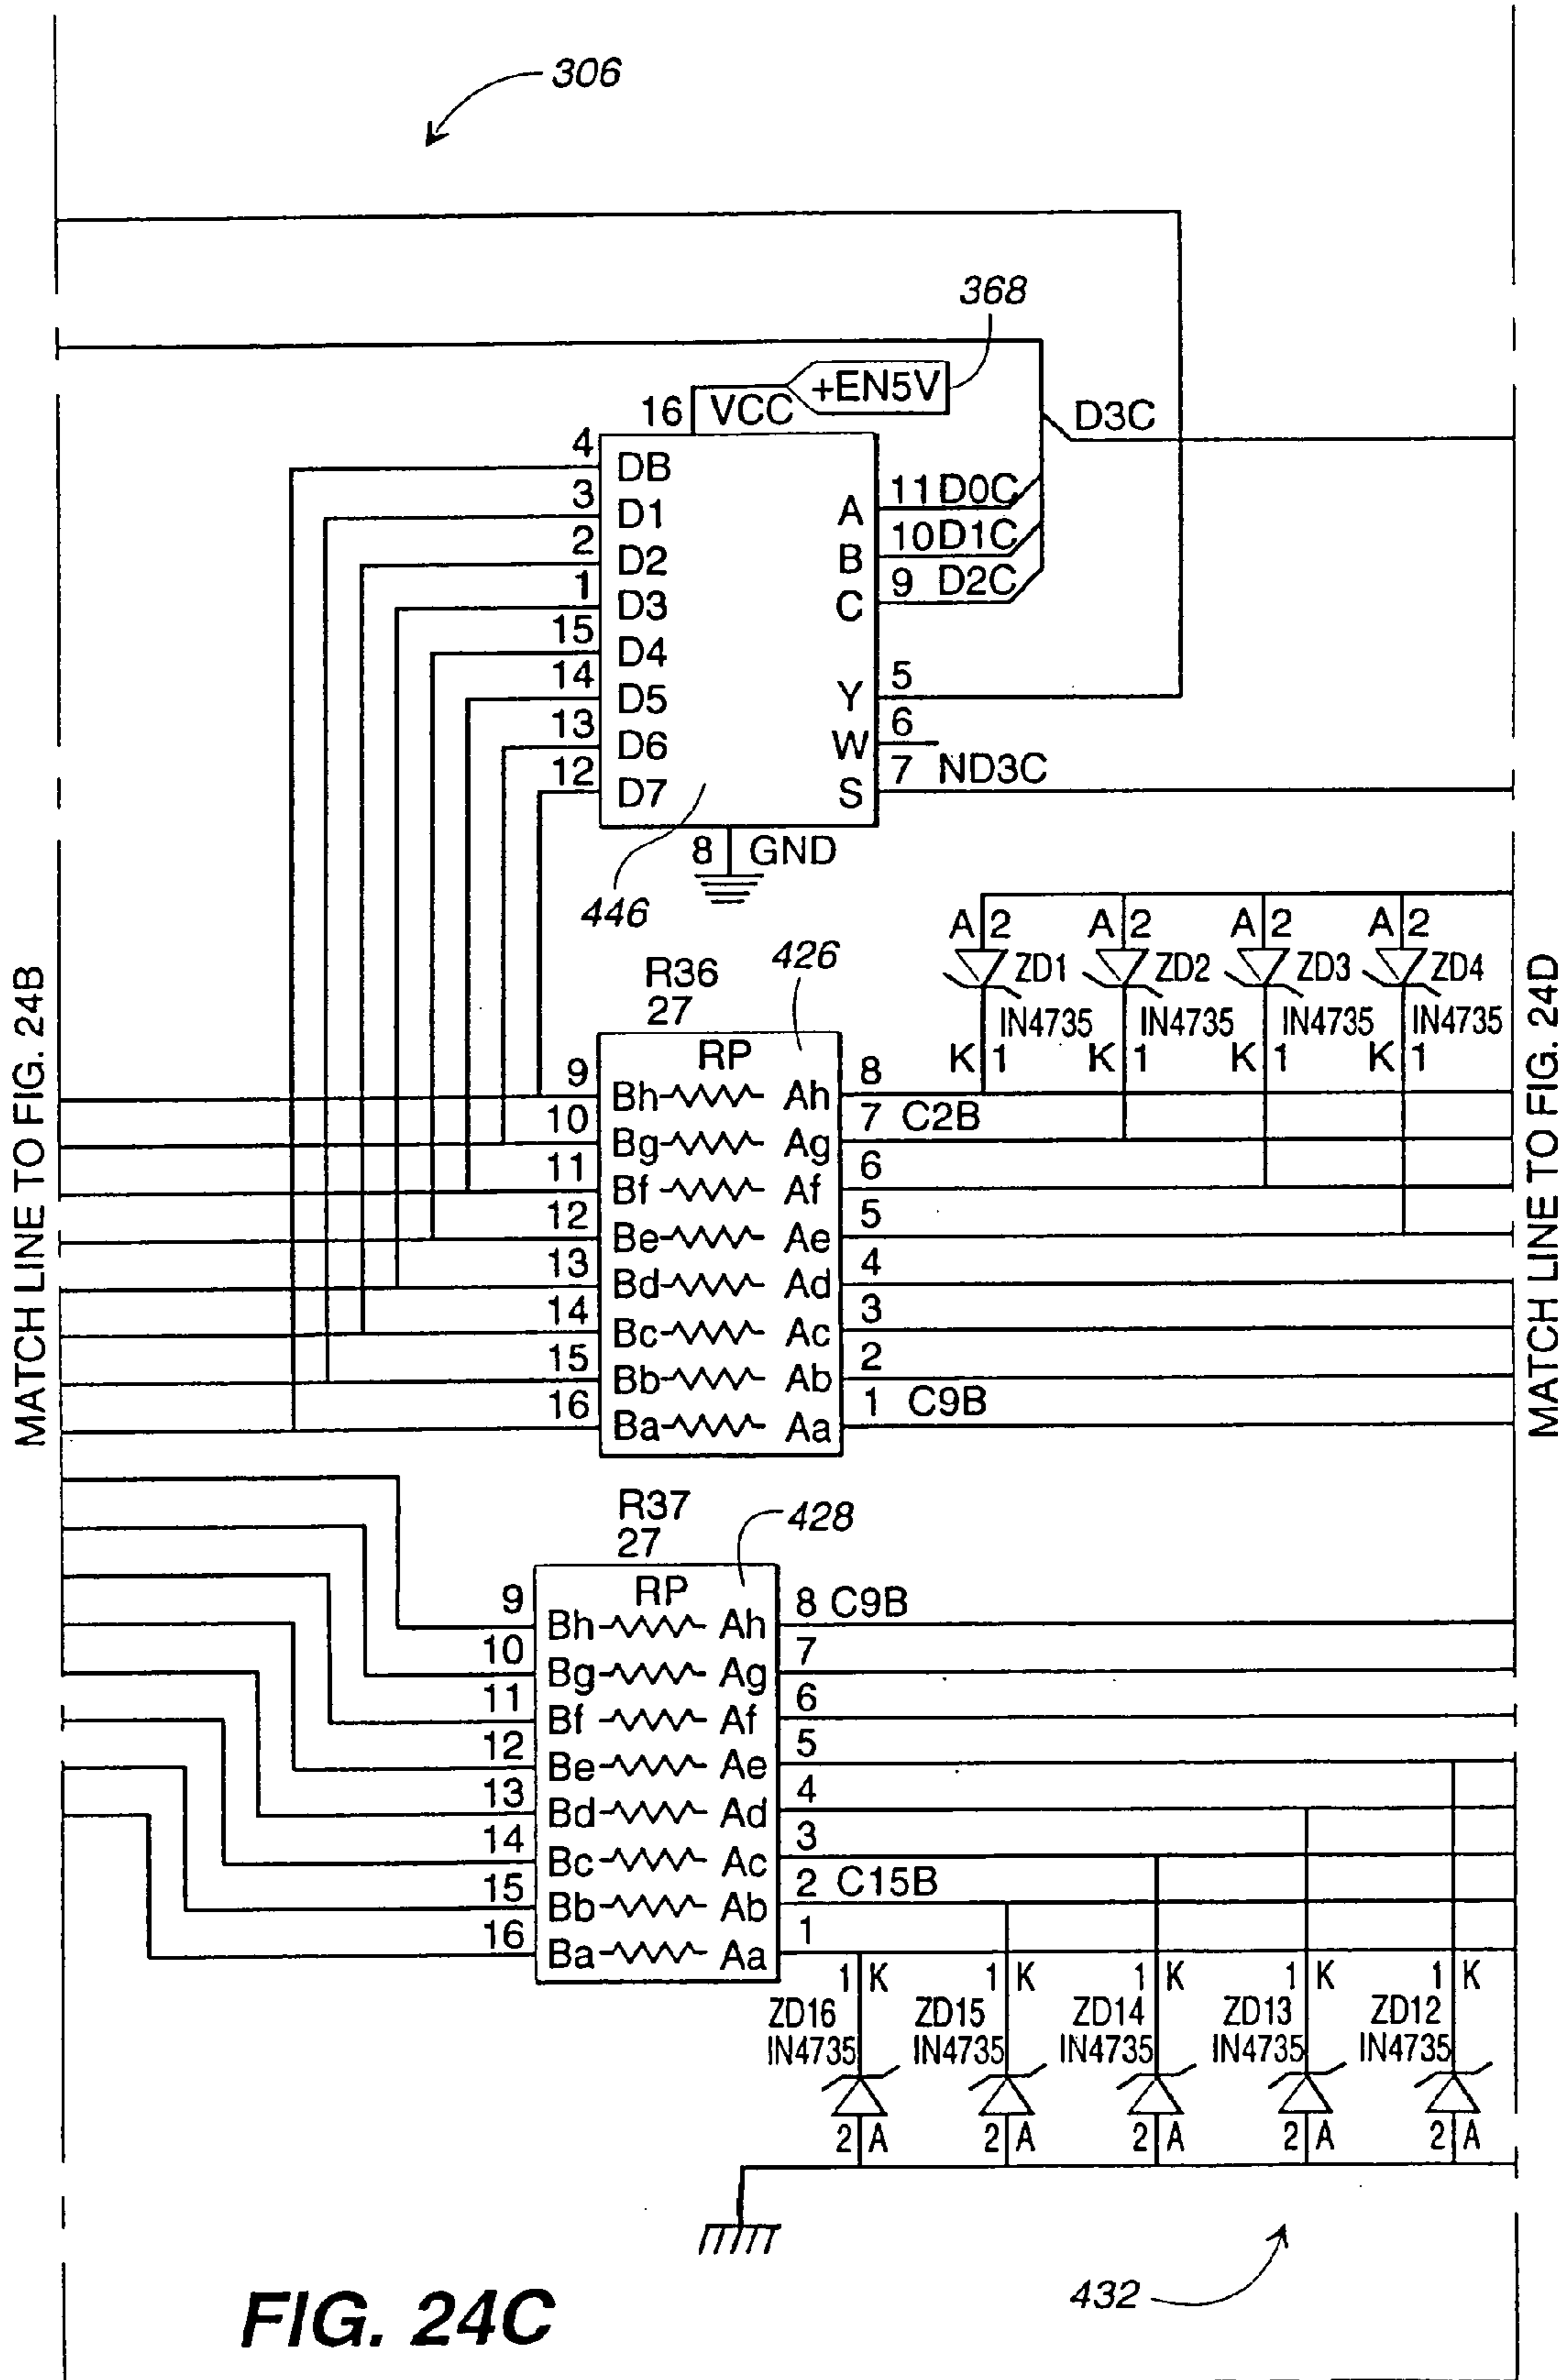 306
368
+EN5V
16 VCC
D3C
4 DB
3 D1
2 D2
1 D3
15 D4
14 D5
13 D6
12 D7
A 11 D0C
B 10 D1C
C 9 D2C
Y 5
W 6
S 7 ND3C
8 GND
446
A 2 A 2 A 2 A 2
ZD1 ZD2 ZD3 ZD4
IN4735 IN4735 IN4735 IN4735
K 1 K 1 K 1 K 1
MATCH LINE TO FIG. 24B
MATCH LINE TO FIG. 24D
R36
27
426
RP
9 Bh Ah 8
10 Bg Ag 7 C2B
11 Bf Af 6
12 Be Ae 5
13 Bd Ad 4
14 Bc Ac 3
15 Bb Ab 2
16 Ba Aa 1 C9B
R37
27
428
RP
9 Bh Ah 8 C9B
10 Bg Ag 7
11 Bf Af 6
12 Be Ae 5
13 Bd Ad 4
14 Bc Ac 3
15 Bb Ab 2 C15B
16 Ba Aa 1
1 K 1 K 1 K 1 K 1 K
ZD16 ZD15 ZD14 ZD13 ZD12
IN4735 IN4735 IN4735 IN4735 IN4735
2 A 2 A 2 A 2 A 2 A
432
FIG. 24C